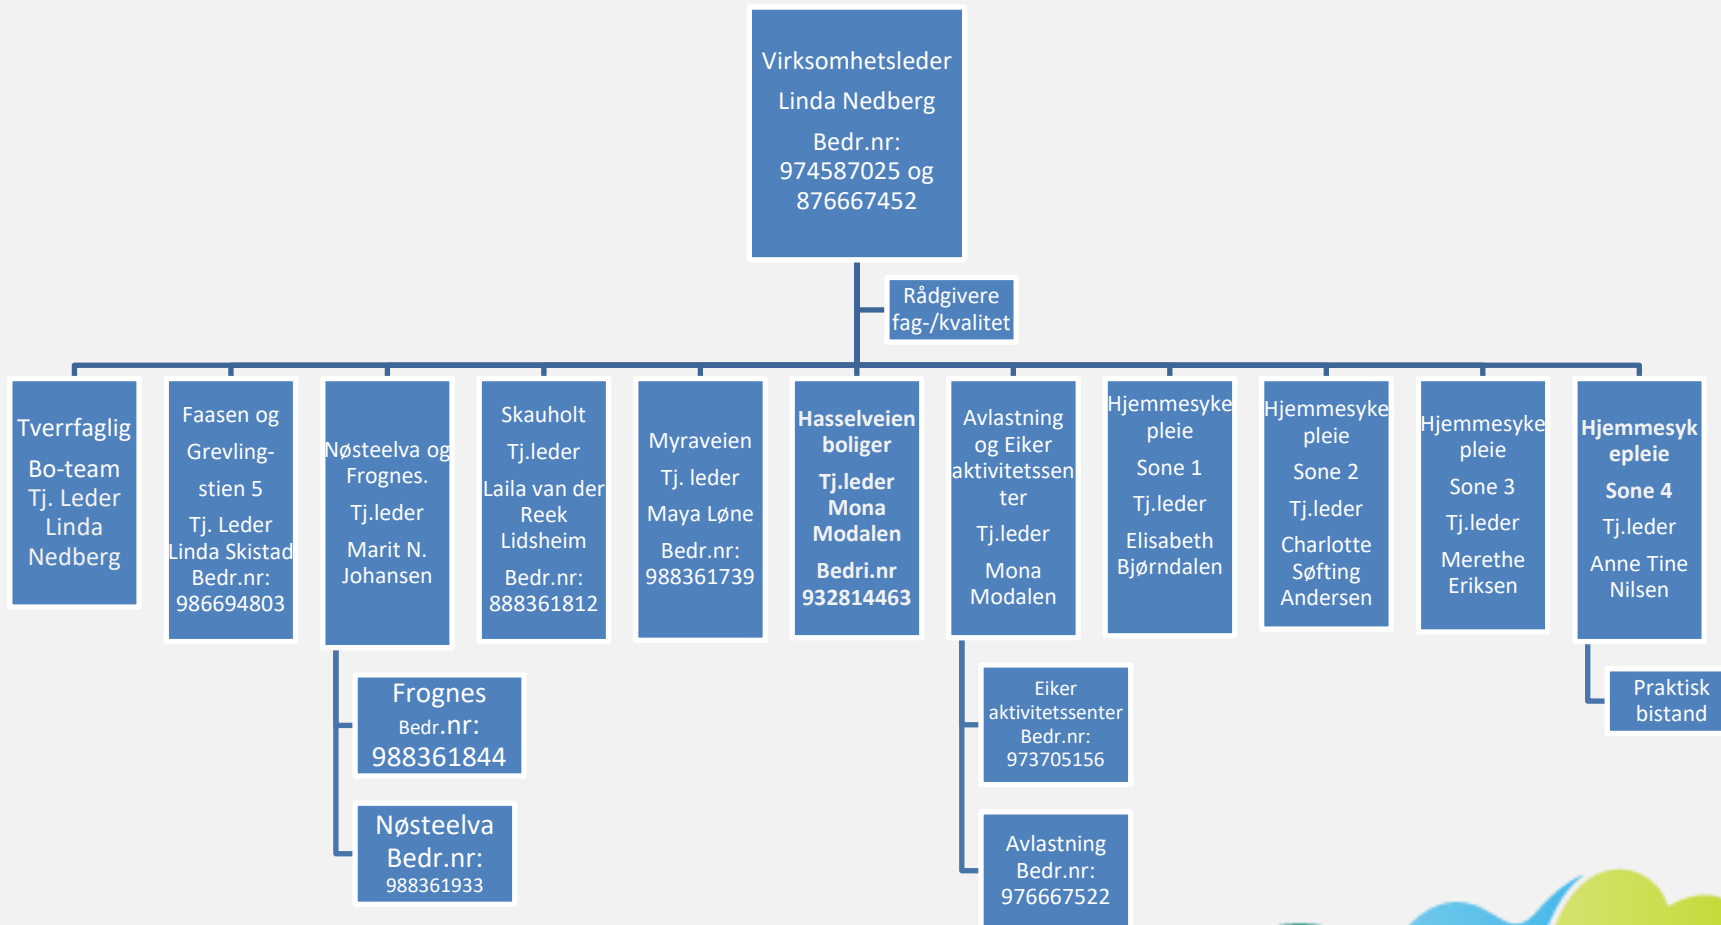 Virksomhetsleder
Linda Nedberg
Bedr.nr:
974587025 og
876667452
Rådgivere
fag-/kvalitet
Tverrfaglig
Bo-team
Tj. Leder
Linda
Nedberg
Faasen og
Grevling-
stien 5
Tj. Leder
Linda Skistad
Bedr.nr:
986694803
Nøsteelva og
Frognes.
Tj.leder
Marit N.
Johansen
Skauholt
Tj.leder
Laila van der
Reek
Lidsheim
Bedr.nr:
888361812
Myraveien
Tj. leder
Maya Løne
Bedr.nr:
988361739
Hasselveien
boliger
Tj.leder
Mona
Modalen
Bedri.nr
932814463
Avlastning
og Eiker
aktivitetssen
ter
Tj.leder
Mona
Modalen
Hjemmesyke
pleie
Sone 1
Tj.leder
Elisabeth
Bjørndalen
Hjemmesyke
pleie
Sone 2
Tj.leder
Charlotte
Søfting
Andersen
Hjemmesyke
pleie
Sone 3
Tj.leder
Merethe
Eriksen
Hjemmesyk
epleie
Sone 4
Tj.leder
Anne Tine
Nilsen
Frognes
Bedr.nr:
988361844
Nøsteelva
Bedr.nr:
988361933
Eiker
aktivitetssenter
Bedr.nr:
973705156
Avlastning
Bedr.nr:
976667522
Praktisk
bistand